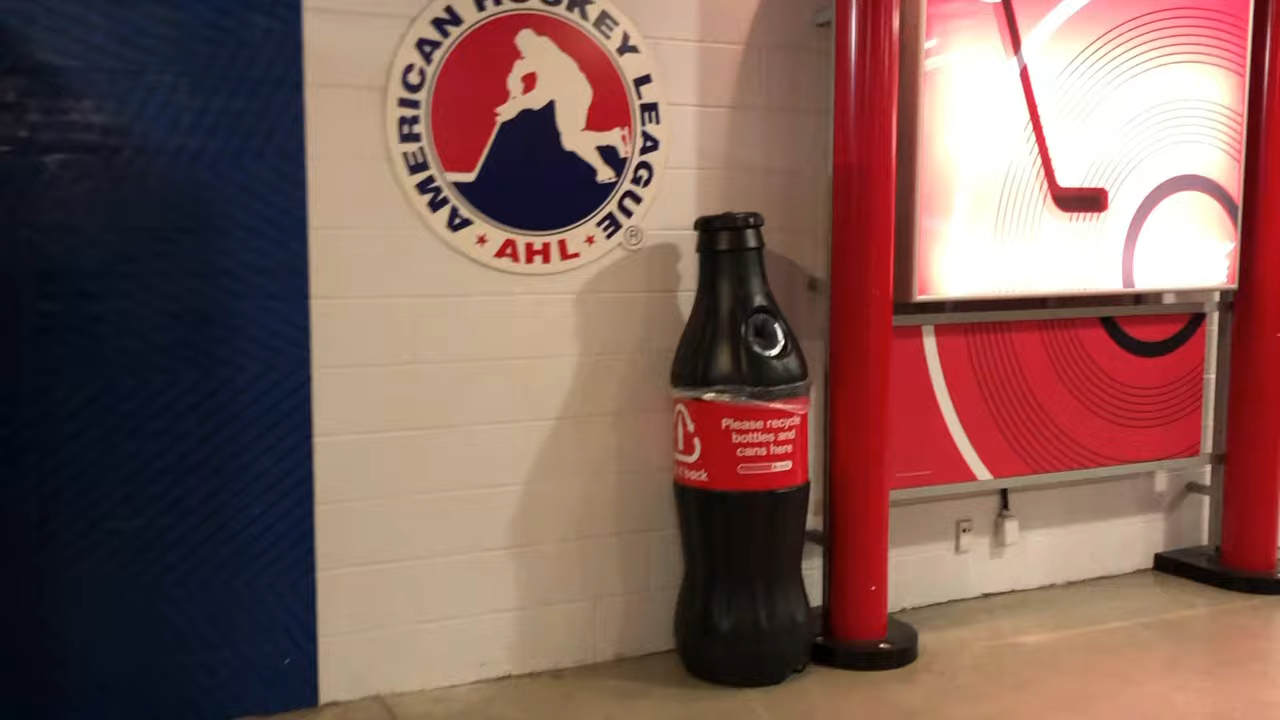 AMERICAN HOCKEY LEAGUE
AHL
®
Please recycle
bottles and
cans here
back